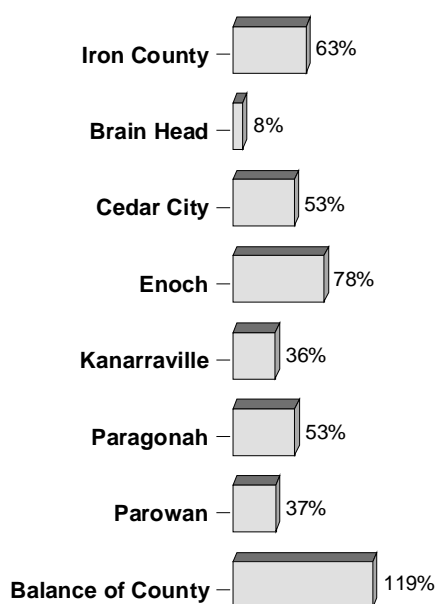 Iron County 63%
Brain Head 8%
Cedar City 53%
Enoch 78%
Kanarraville 36%
Paragonah 53%
Parowan 37%
Balance of County 119%